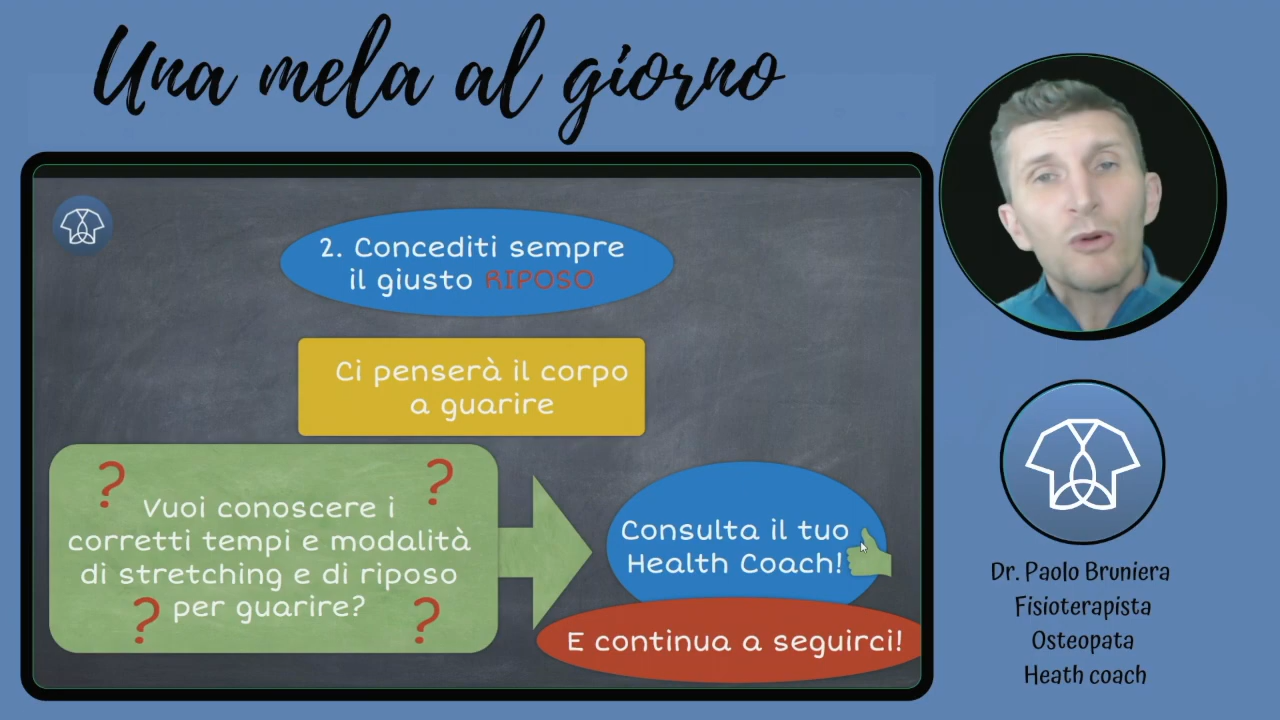 Una mela al giorno
2. Concediti sempre
il giusto RIPOSO
Ci penserà il corpo
a guarire
? ?
Vuoi conoscere i
corretti tempi e modalità
di stretching e di riposo
per guarire?
? ?
Consulta il tuo
Health Coach!
E continua a seguirci!
Dr. Paolo Bruniera
Fisioterapista
Osteopata
Heath coach